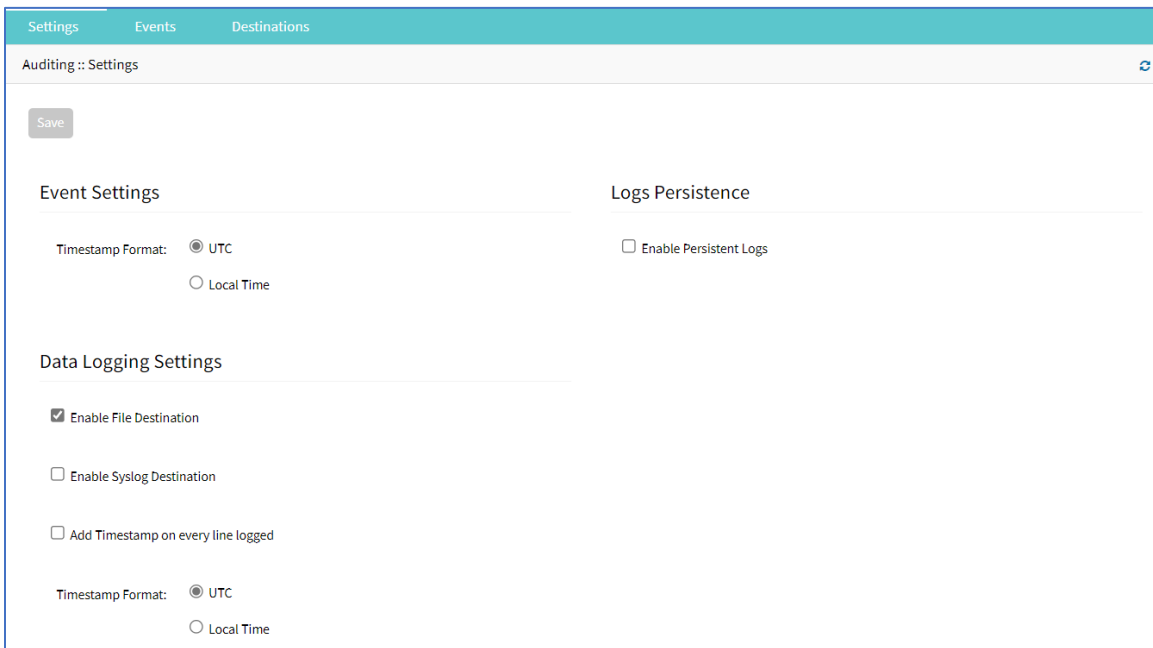 Settings Events Destinations
Auditing :: Settings
Save
Event Settings
Timestamp Format: UTC
Local Time
Logs Persistence
Enable Persistent Logs
Data Logging Settings
Enable File Destination
Enable Syslog Destination
Add Timestamp on every line logged
Timestamp Format: UTC
Local Time